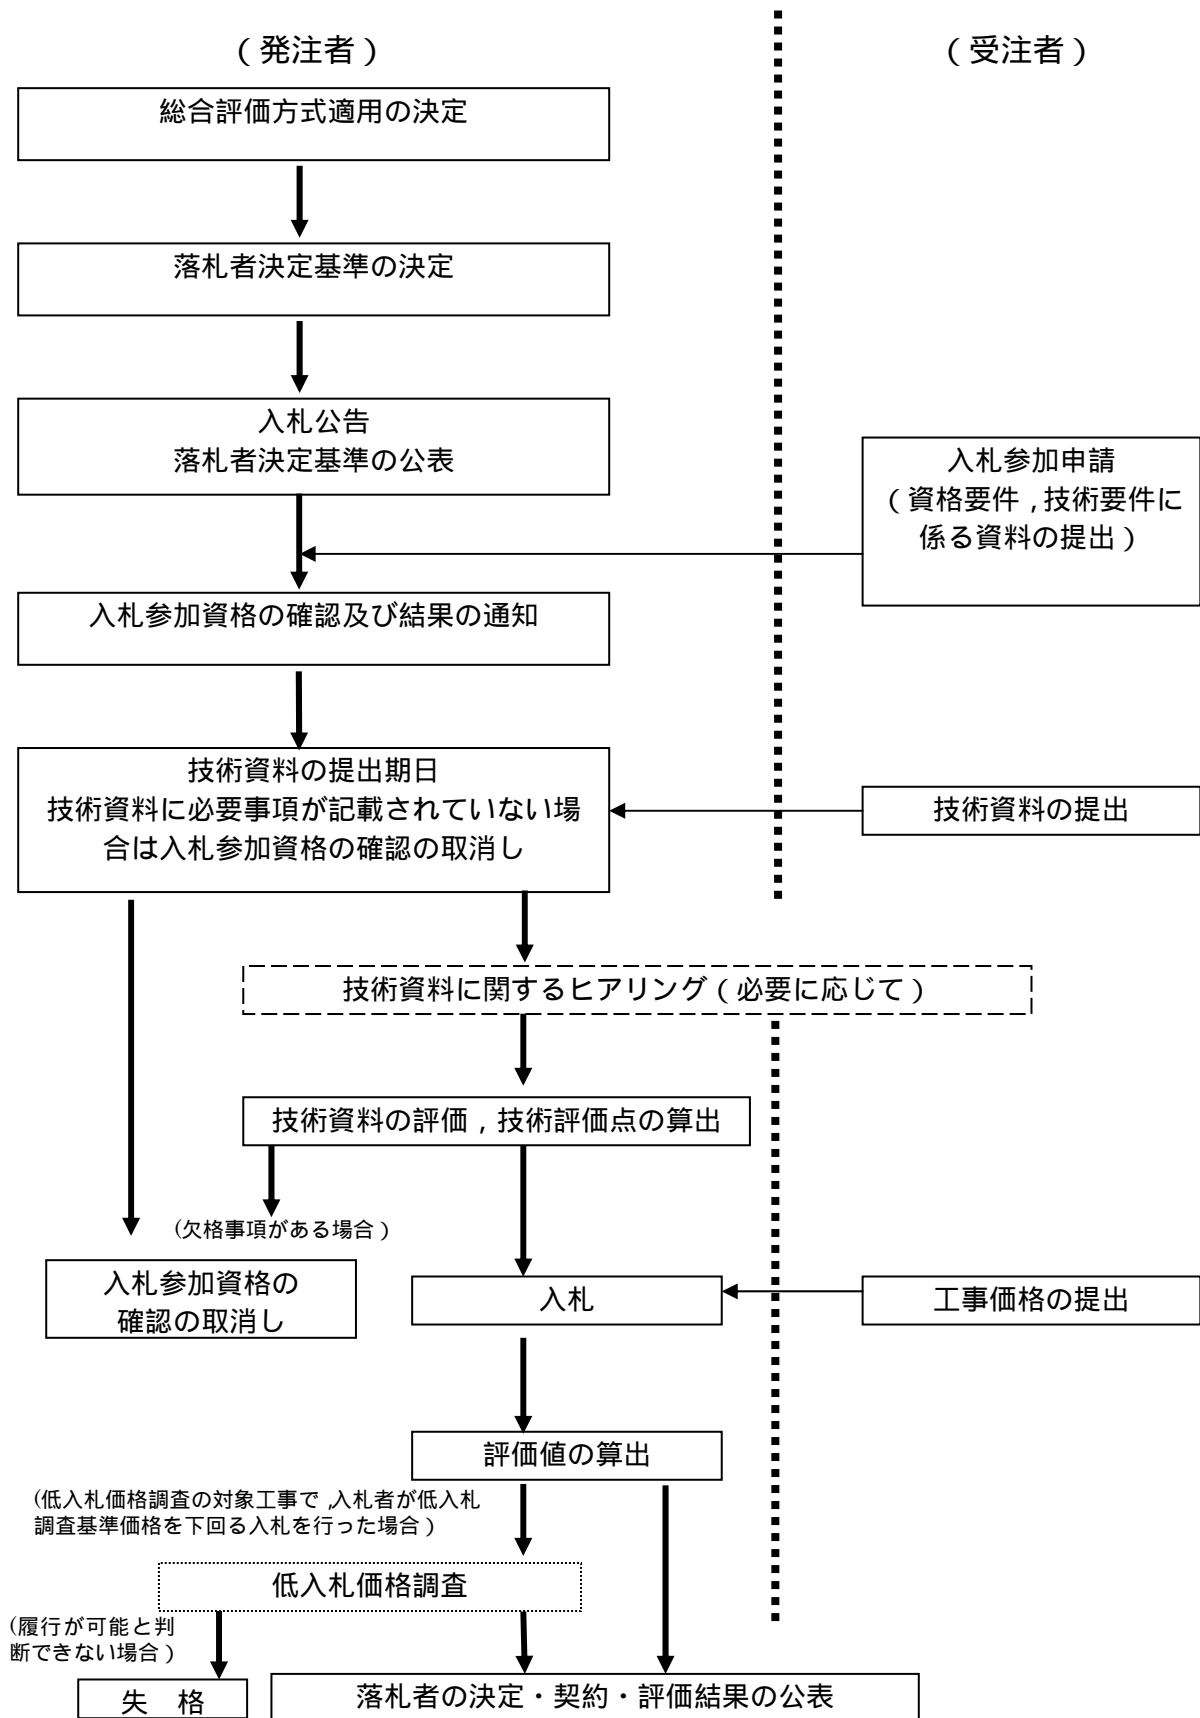 （発注者）
（受注者）
総合評価方式適用の決定
落札者決定基準の決定
入札公告
落札者決定基準の公表
入札参加申請
（資格要件，技術要件に
係る資料の提出）
入札参加資格の確認及び結果の通知
技術資料の提出期日
技術資料に必要事項が記載されていない場
合は入札参加資格の確認の取消し
技術資料の提出
技術資料に関するヒアリング（必要に応じて）
技術資料の評価，技術評価点の算出
(欠格事項がある場合）
入札参加資格の
確認の取消し
入札
工事価格の提出
評価値の算出
(低入札価格調査の対象工事で，入札者が低入札
調査基準価格を下回る入札を行った場合）
低入札価格調査
(履行が可能と判
断できない場合）
失　格
落札者の決定・契約・評価結果の公表